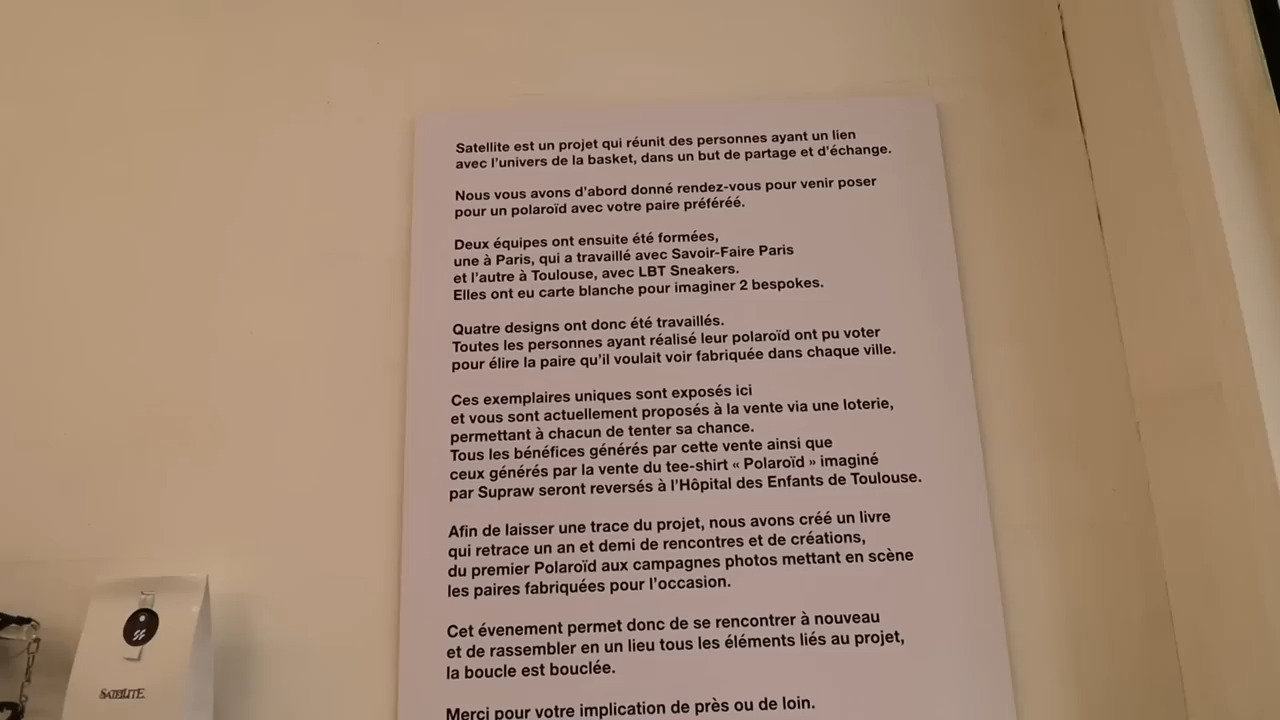 Satellite est un projet qui réunit des personnes ayant un lien
avec l'univers de la basket, dans un but de partage et d'échange.
Nous vous avons d'abord donné rendez-vous pour venir poser
pour un polaroïd avec votre paire préféréé.
Deux équipes ont ensuite été formées,
une à Paris, qui a travaillé avec Savoir-Faire Paris
et l'autre à Toulouse, avec LBT Sneakers.
Elles ont eu carte blanche pour imaginer 2 bespokes.
Quatre designs ont donc été travaillés.
Toutes les personnes ayant réalisé leur polaroïd ont pu voter
pour élire la paire qu'il voulait voir fabriquée dans chaque ville.
Ces exemplaires uniques sont exposés ici
et vous sont actuellement proposés à la vente via une loterie,
permettant à chacun de tenter sa chance.
Tous les bénéfices générés par cette vente ainsi que
ceux générés par la vente du tee-shirt « Polaroïd » imaginé
par Supraw seront reversés à l'Hôpital des Enfants de Toulouse.
Afin de laisser une trace du projet, nous avons créé un livre
qui retrace un an et demi de rencontres et de créations,
du premier Polaroïd aux campagnes photos mettant en scène
les paires fabriquées pour l'occasion.
Cet évenement permet donc de se rencontrer à nouveau
et de rassembler en un lieu tous les éléments liés au projet,
la boucle est bouclée.
Merci pour votre implication de près ou de loin.
SATELLITE